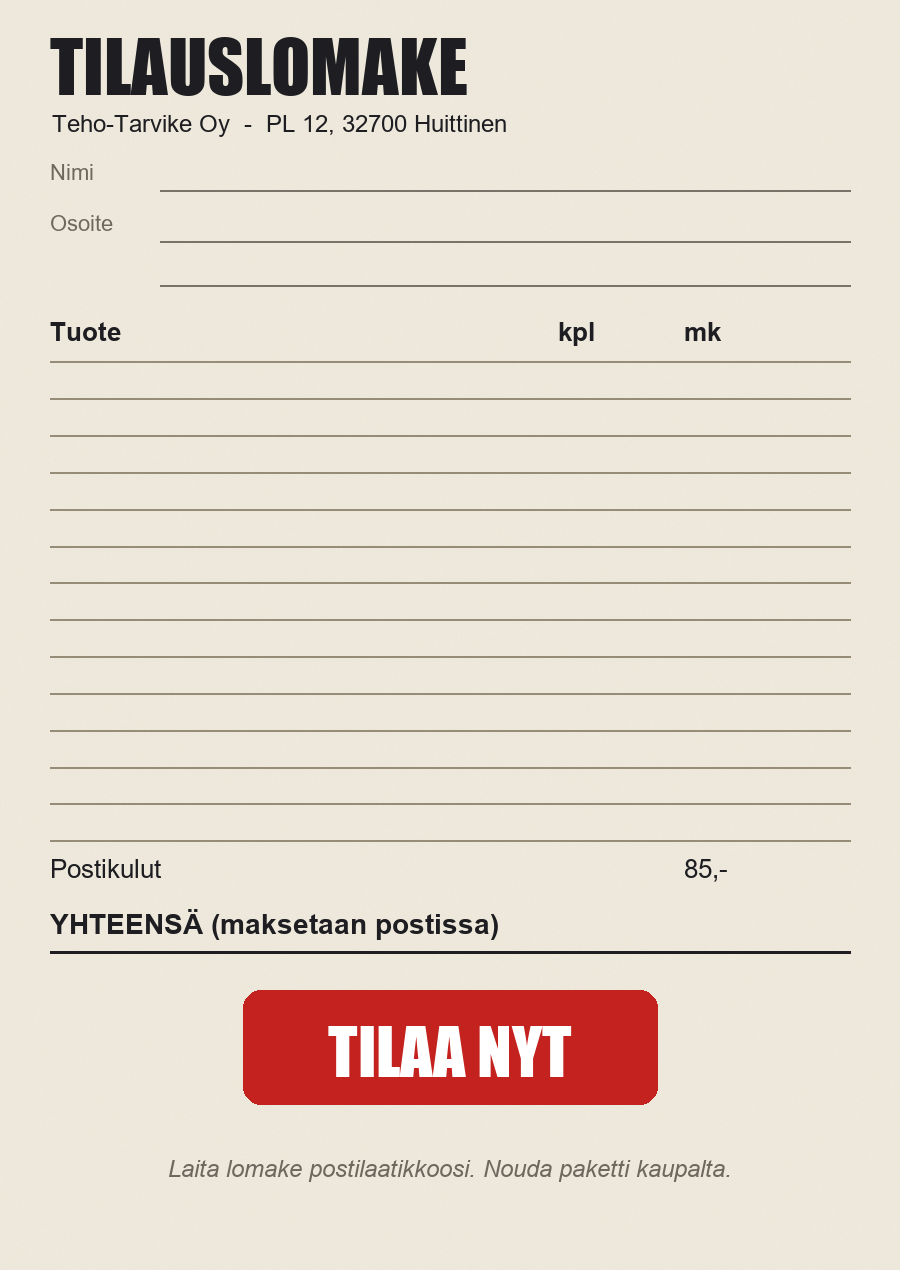 TILAUSLOMAKE
Teho-Tarvike Oy - PL 12, 32700 Huittinen
Nimi
Osoite
Tuote kpl mk
Postikulut 85,-
YHTEENSÄ (maksetaan postissa)
TILAA NYT
Laita lomake postilaatikkoosi. Nouda paketti kaupalta.